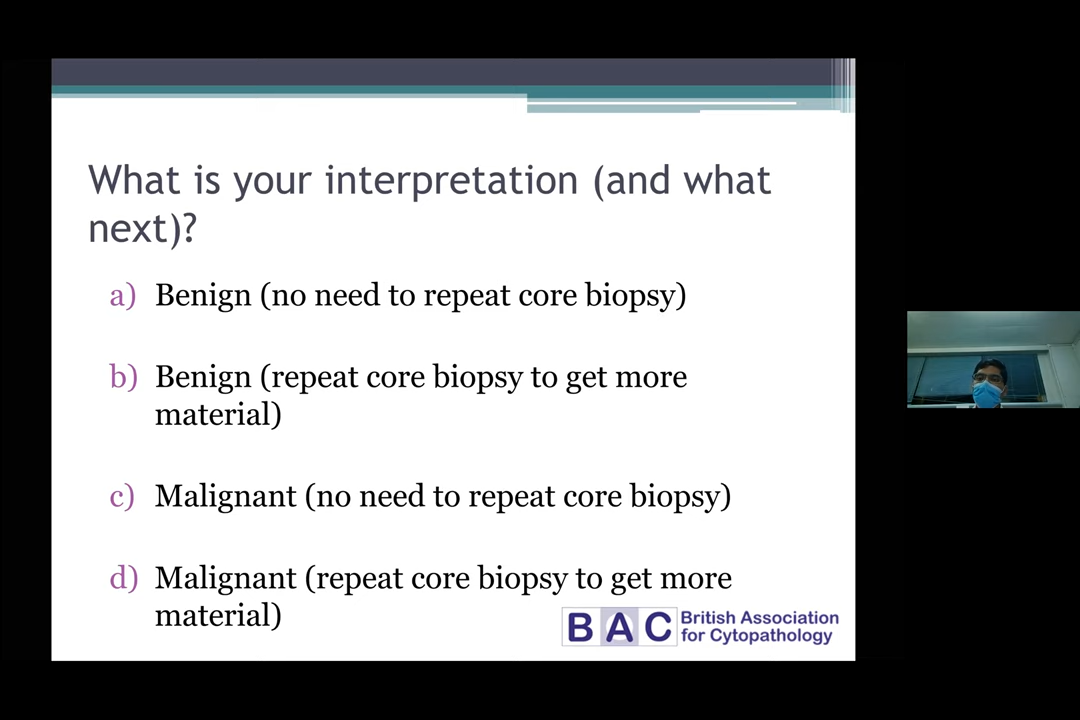 What is your interpretation (and what
next)?
a) Benign (no need to repeat core biopsy)
b) Benign (repeat core biopsy to get more
material)
c) Malignant (no need to repeat core biopsy)
d) Malignant (repeat core biopsy to get more
material)
BAC British Association
for Cytopathology